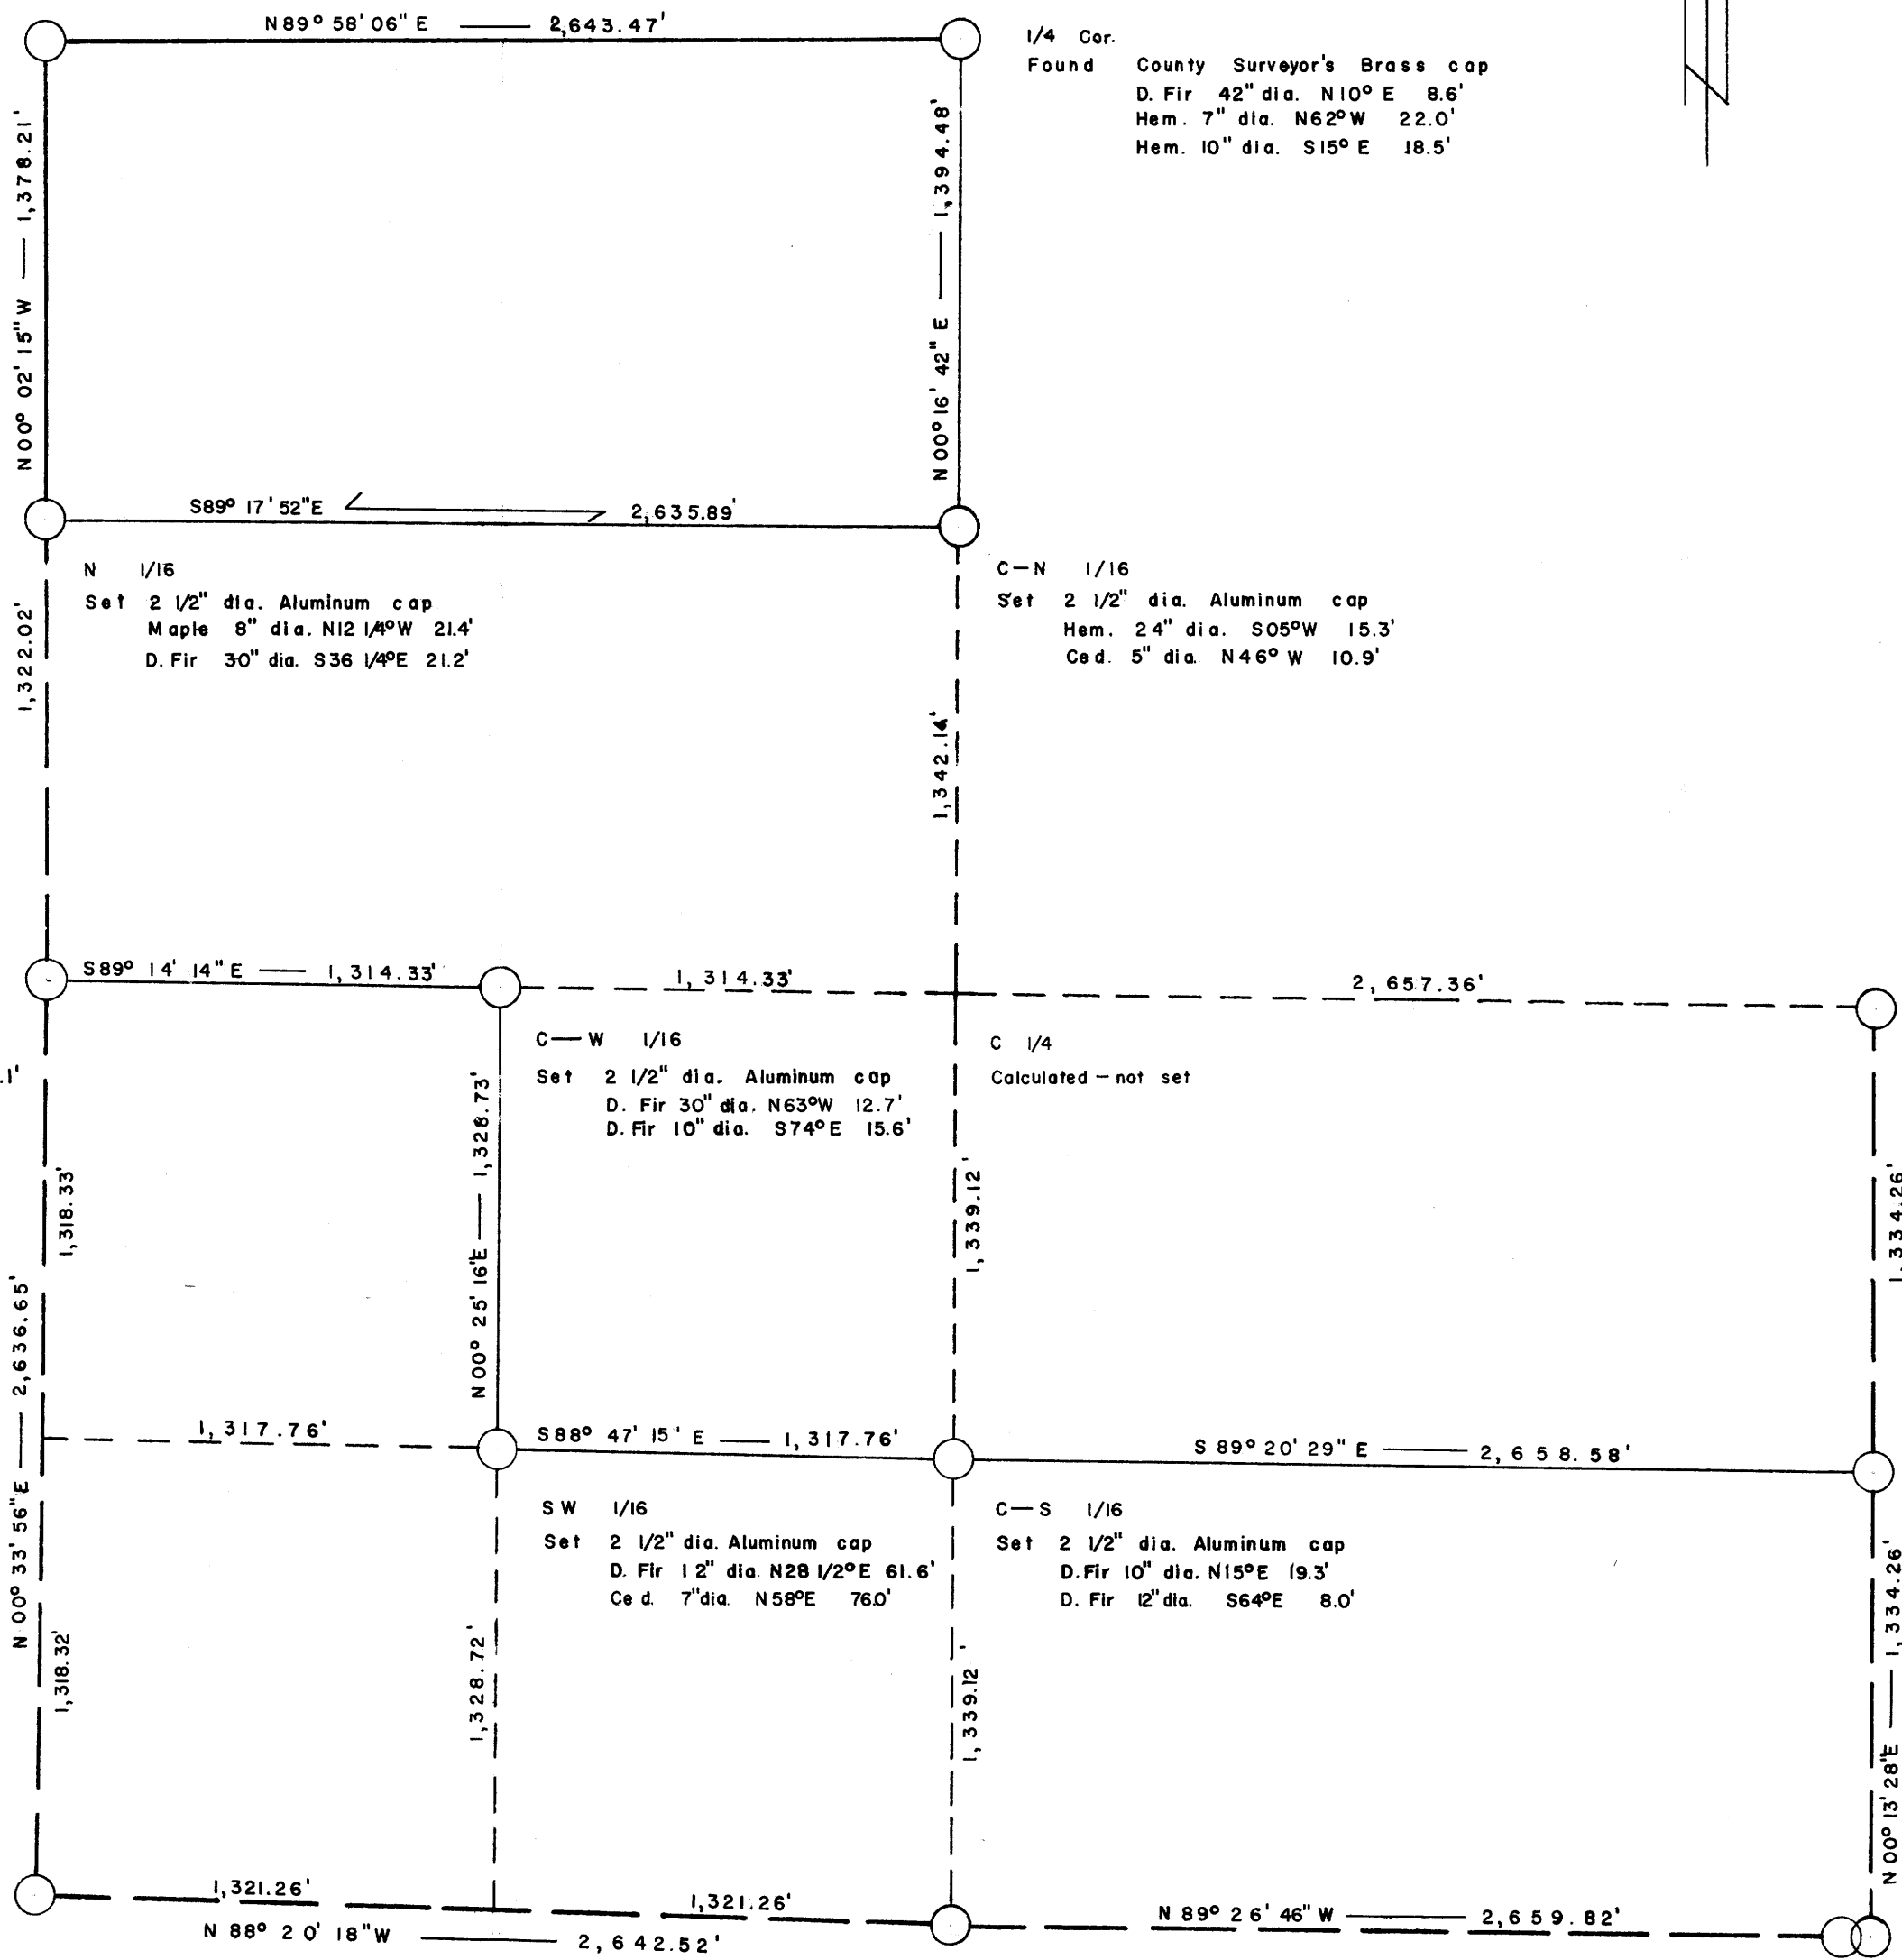 N89° 58' 06" E —— 2,643.47'
1/4 Cor.
Found County Surveyor's Brass cap
D. Fir 42" dia. N10° E 8.6'
Hem. 7" dia. N62°W 22.0'
Hem. 10" dia. S15° E 18.5'
N00° 02' 15" W —— 1,378.21'
N00° 16' 42" E —— 1,394.48'
S89° 17' 52"E 2,635.89'
N 1/16
Set 2 1/2" dia. Aluminum cap
Maple 8" dia. N12 1/4°W 21.4'
D. Fir 30" dia. S36 1/4°E 21.2'
C—N 1/16
Set 2 1/2" dia. Aluminum cap
Hem. 24" dia. S05°W 15.3'
Ced. 5" dia. N46° W 10.9'
1,322.02'
1,342.14'
S89° 14' 14" E —— 1,314.33'
1,314.33'
2,657.36'
C—W 1/16
Set 2 1/2" dia. Aluminum cap
D. Fir 30" dia. N63°W 12.7'
D. Fir 10" dia. S74°E 15.6'
C 1/4
Calculated — not set
.1'
1,318.33'
N00° 25' 16"E —— 1,328.73'
1,339.12'
1,334.26'
N 00° 33' 56" E —— 2,636.65'
1,317.76'
S88° 47' 15' E —— 1,317.76'
S 89° 20' 29" E —— 2,658.58'
SW 1/16
Set 2 1/2" dia. Aluminum cap
D. Fir 12" dia. N28 1/2°E 61.6'
Ced. 7"dia. N58°E 76.0'
C—S 1/16
Set 2 1/2" dia. Aluminum cap
D. Fir 10" dia. N15°E 19.3'
D. Fir 12" dia. S64°E 8.0'
1,318.32'
1,328.72'
1,339.12'
N00° 13' 28"E —— 1,334.26'
1,321.26'
1,321.26'
N 88° 20' 18"W —— 2,642.52'
N 89° 26' 46" W —— 2,659.82'